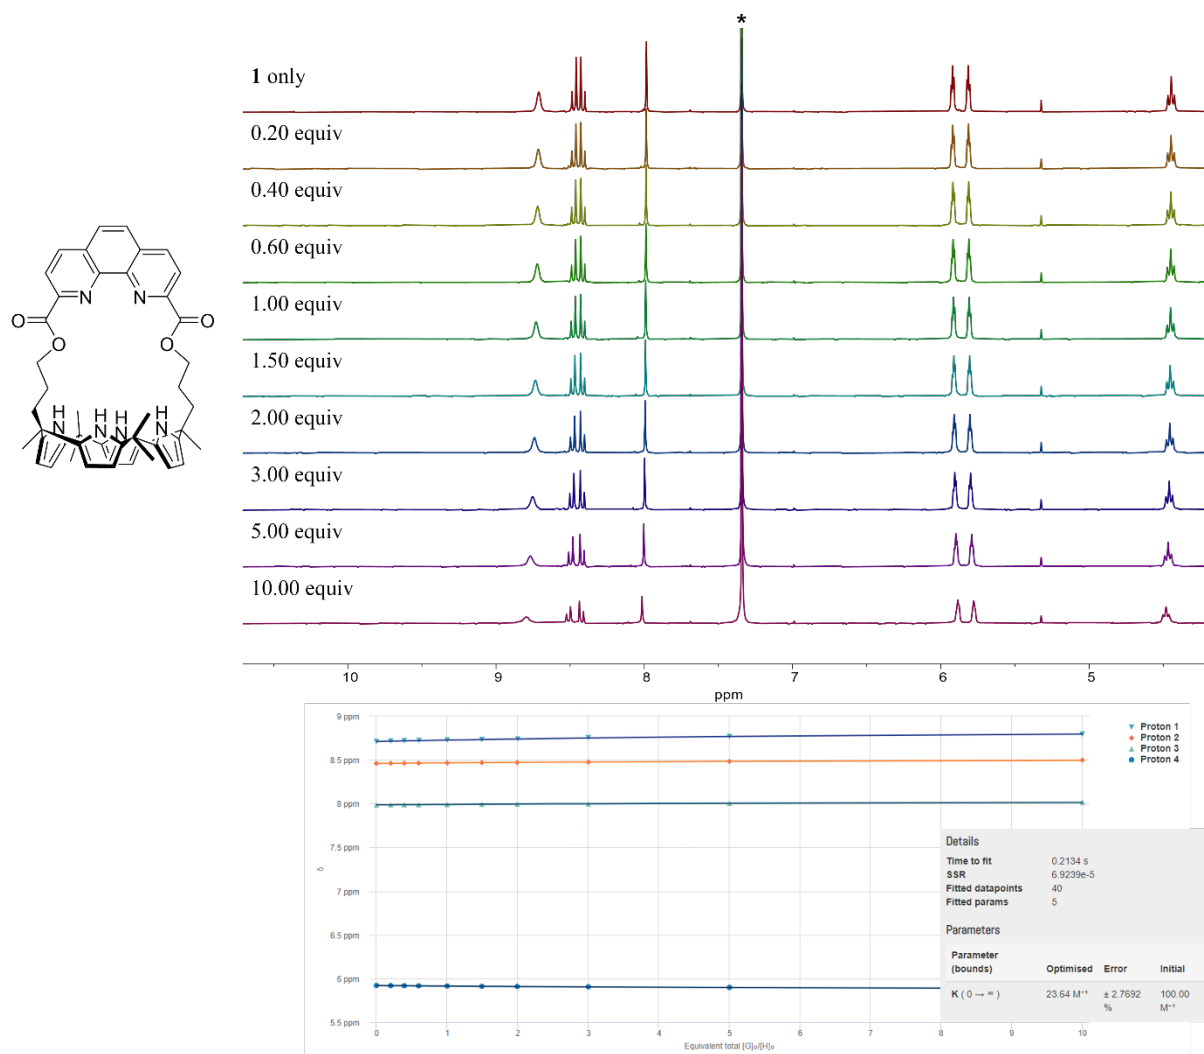 *
1 only
0.20 equiv
0.40 equiv
0.60 equiv
1.00 equiv
1.50 equiv
2.00 equiv
3.00 equiv
5.00 equiv
10.00 equiv
N N
O O
O O
H H
N H H N
N N
10 9 8 7 6 5
ppm
9 ppm
8.5 ppm
8 ppm
7.5 ppm
7 ppm
6.5 ppm
6 ppm
5.5 ppm
δ
0 1 2 3 4 5 6 7 8 9 10
Equivalent total [G]₀/[H]₀
Proton 1
Proton 2
Proton 3
Proton 4
Details
Time to fit 0.2134 s
SSR 6.9239e-5
Fitted datapoints 40
Fitted params 5
Parameters
Parameter
(bounds) Optimised Error Initial
K ( 0 → ∞ ) 23.64 M⁻¹ ± 2.7692 100.00
% M⁻¹